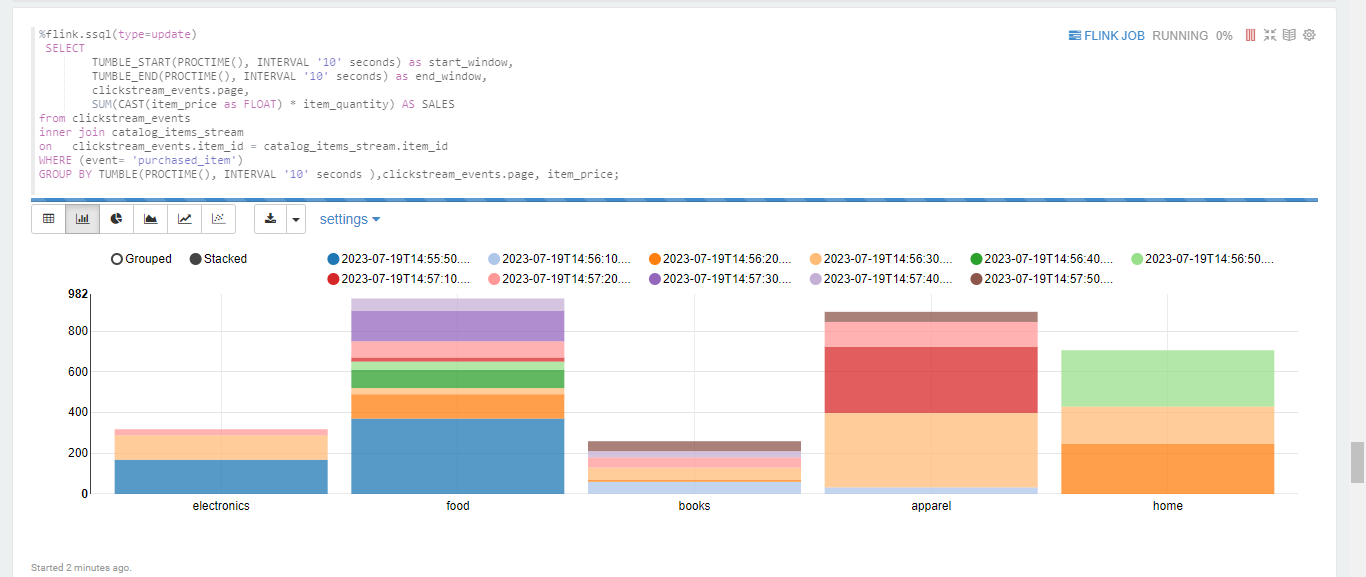 %flink.ssql(type=update)
FLINK JOB RUNNING 0%
SELECT
TUMBLE_START(PROCTIME(), INTERVAL '10' seconds) as start_window,
TUMBLE_END(PROCTIME(), INTERVAL '10' seconds) as end_window,
clickstream_events.page,
SUM(CAST(item_price as FLOAT) * item_quantity) AS SALES
from clickstream_events
inner join catalog_items_stream
on clickstream_events.item_id = catalog_items_stream.item_id
WHERE (event= 'purchased_item')
GROUP BY TUMBLE(PROCTIME(), INTERVAL '10' seconds ),clickstream_events.page, item_price;
settings
Grouped Stacked 2023-07-19T14:55:50.... 2023-07-19T14:56:10.... 2023-07-19T14:56:20.... 2023-07-19T14:56:30.... 2023-07-19T14:56:40.... 2023-07-19T14:56:50....
2023-07-19T14:57:10.... 2023-07-19T14:57:20.... 2023-07-19T14:57:30.... 2023-07-19T14:57:40.... 2023-07-19T14:57:50....
982
800
600
400
200
0
electronics food books apparel home
Started 2 minutes ago.